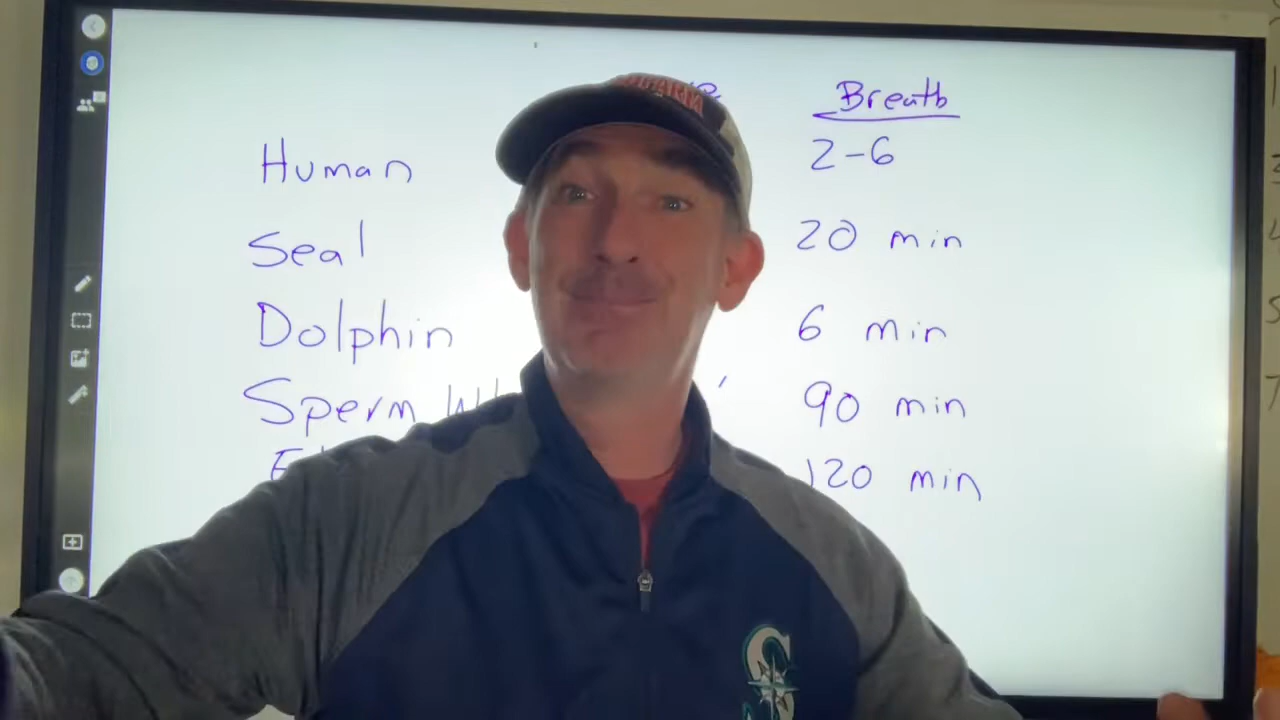 Breath
Human 2-6
Seal 20 min
Dolphin 6 min
Sperm 90 min
120 min
S